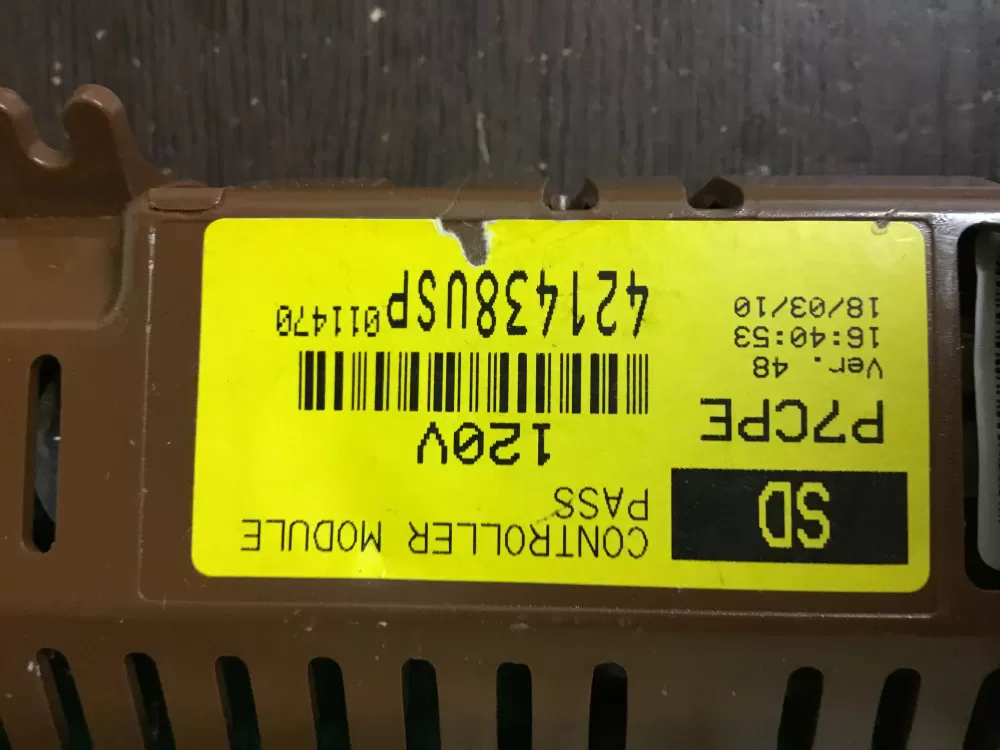 SD
P7CPE
Ver. 48
16:40:53
18/03/10
CONTROLLER MODULE
PASS
120V
421438USP 011470